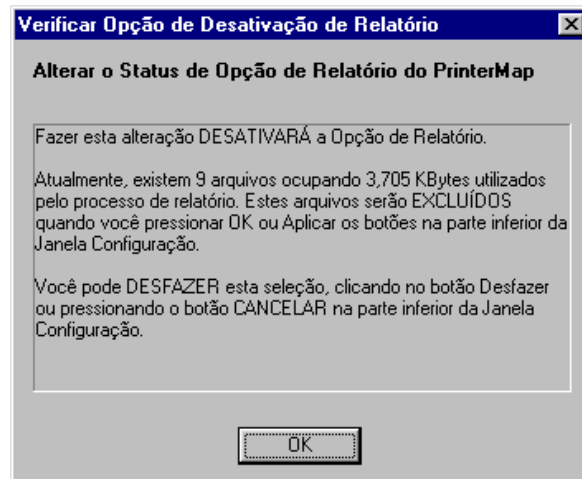 Verificar Opção de Desativação de Relatório
Alterar o Status de Opção de Relatório do PrinterMap
Fazer esta alteração DESATIVARÁ a Opção de Relatório.
Atualmente, existem 9 arquivos ocupando 3,705 KBytes utilizados
pelo processo de relatório. Estes arquivos serão EXCLUÍDOS
quando você pressionar OK ou Aplicar os botões na parte inferior da
Janela Configuração.
Você pode DESFAZER esta seleção, clicando no botão Desfazer
ou pressionando o botão CANCELAR na parte inferior da Janela
Configuração.
OK